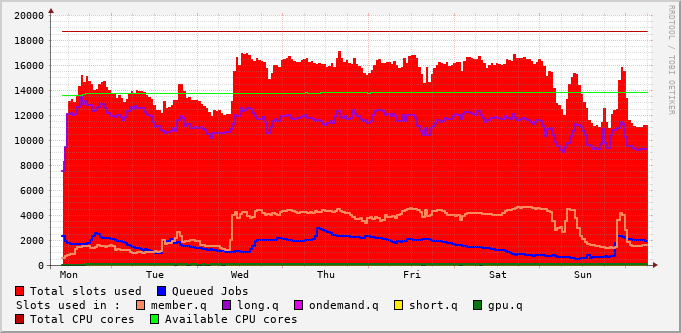 RRDTOOL / TOBI OETIKER
20000
18000
16000
14000
12000
10000
8000
6000
4000
2000
0
Mon Tue Wed Thu Fri Sat Sun
Total slots used Queued Jobs
Slots used in : member.q long.q ondemand.q short.q gpu.q
Total CPU cores Available CPU cores